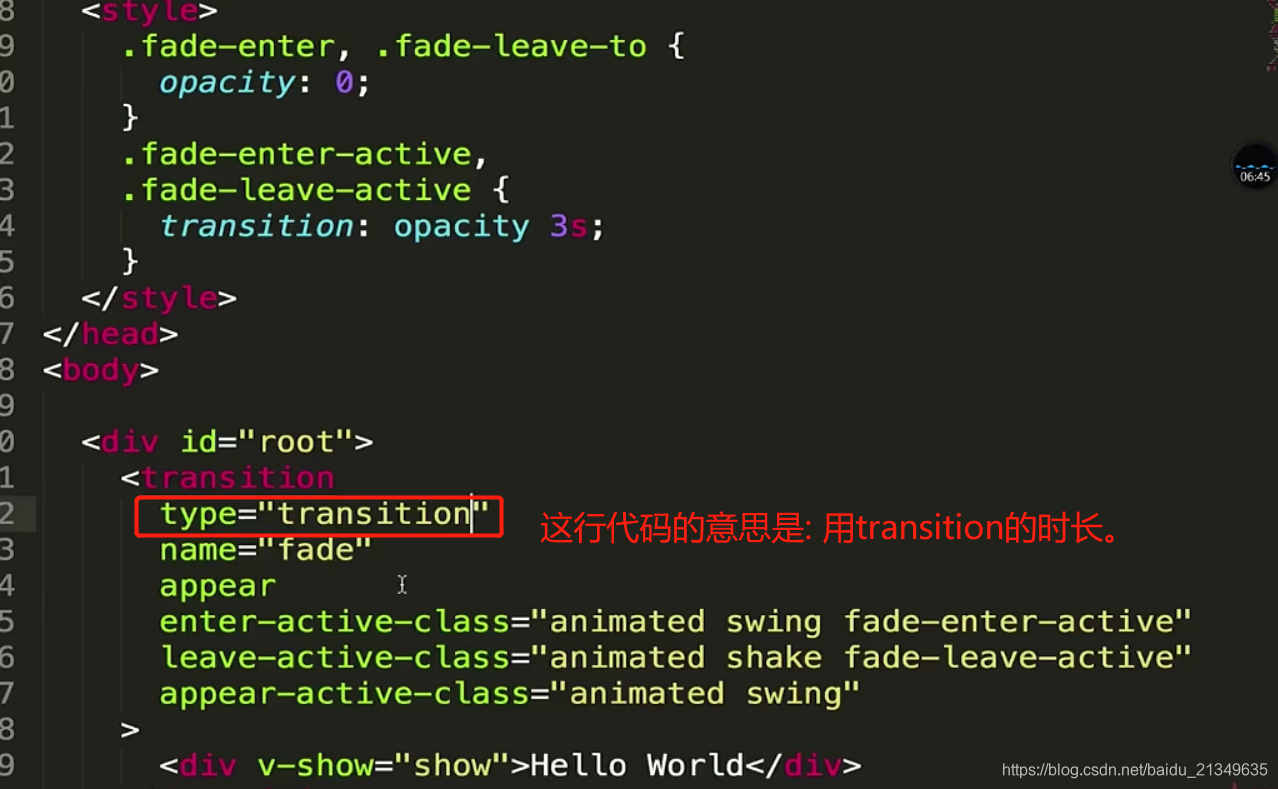 8 <style>
9 .fade-enter, .fade-leave-to {
0 opacity: 0;
1 }
2 .fade-enter-active,
3 .fade-leave-active {
4 transition: opacity 3s;
5 }
6 </style>
7 </head>
8 <body>
9
0 <div id="root">
1 <transition
2 type="transition" 这行代码的意思是: 用transition的时长。
3 name="fade"
4 appear
5 enter-active-class="animated swing fade-enter-active"
6 leave-active-class="animated shake fade-leave-active"
7 appear-active-class="animated swing"
8 >
9 <div v-show="show">Hello World</div>
06:45
https://blog.csdn.net/baidu_21349635